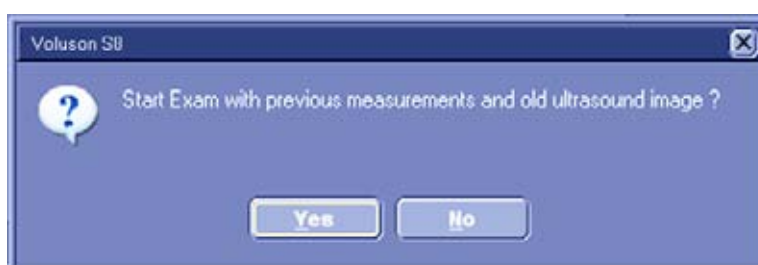 Voluson S8
Start Exam with previous measurements and old ultrasound image ?
Yes
No